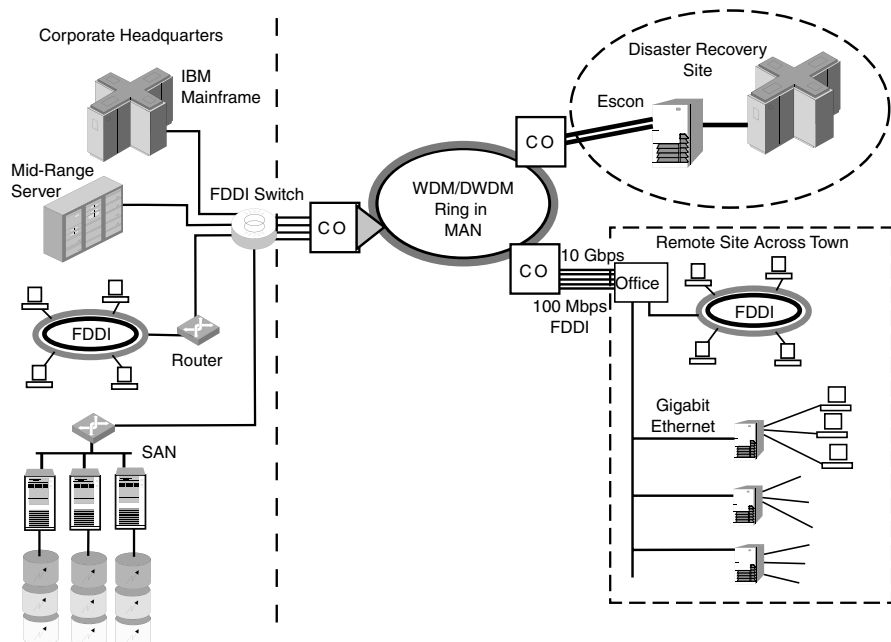 Corporate Headquarters
IBM
Mainframe
Mid-Range
Server
FDDI Switch
FDDI
Router
SAN
CO
WDM/DWDM
Ring in
MAN
CO
Escon
Disaster Recovery
Site
CO
10 Gbps
100 Mbps
FDDI
Remote Site Across Town
Office
FDDI
Gigabit
Ethernet